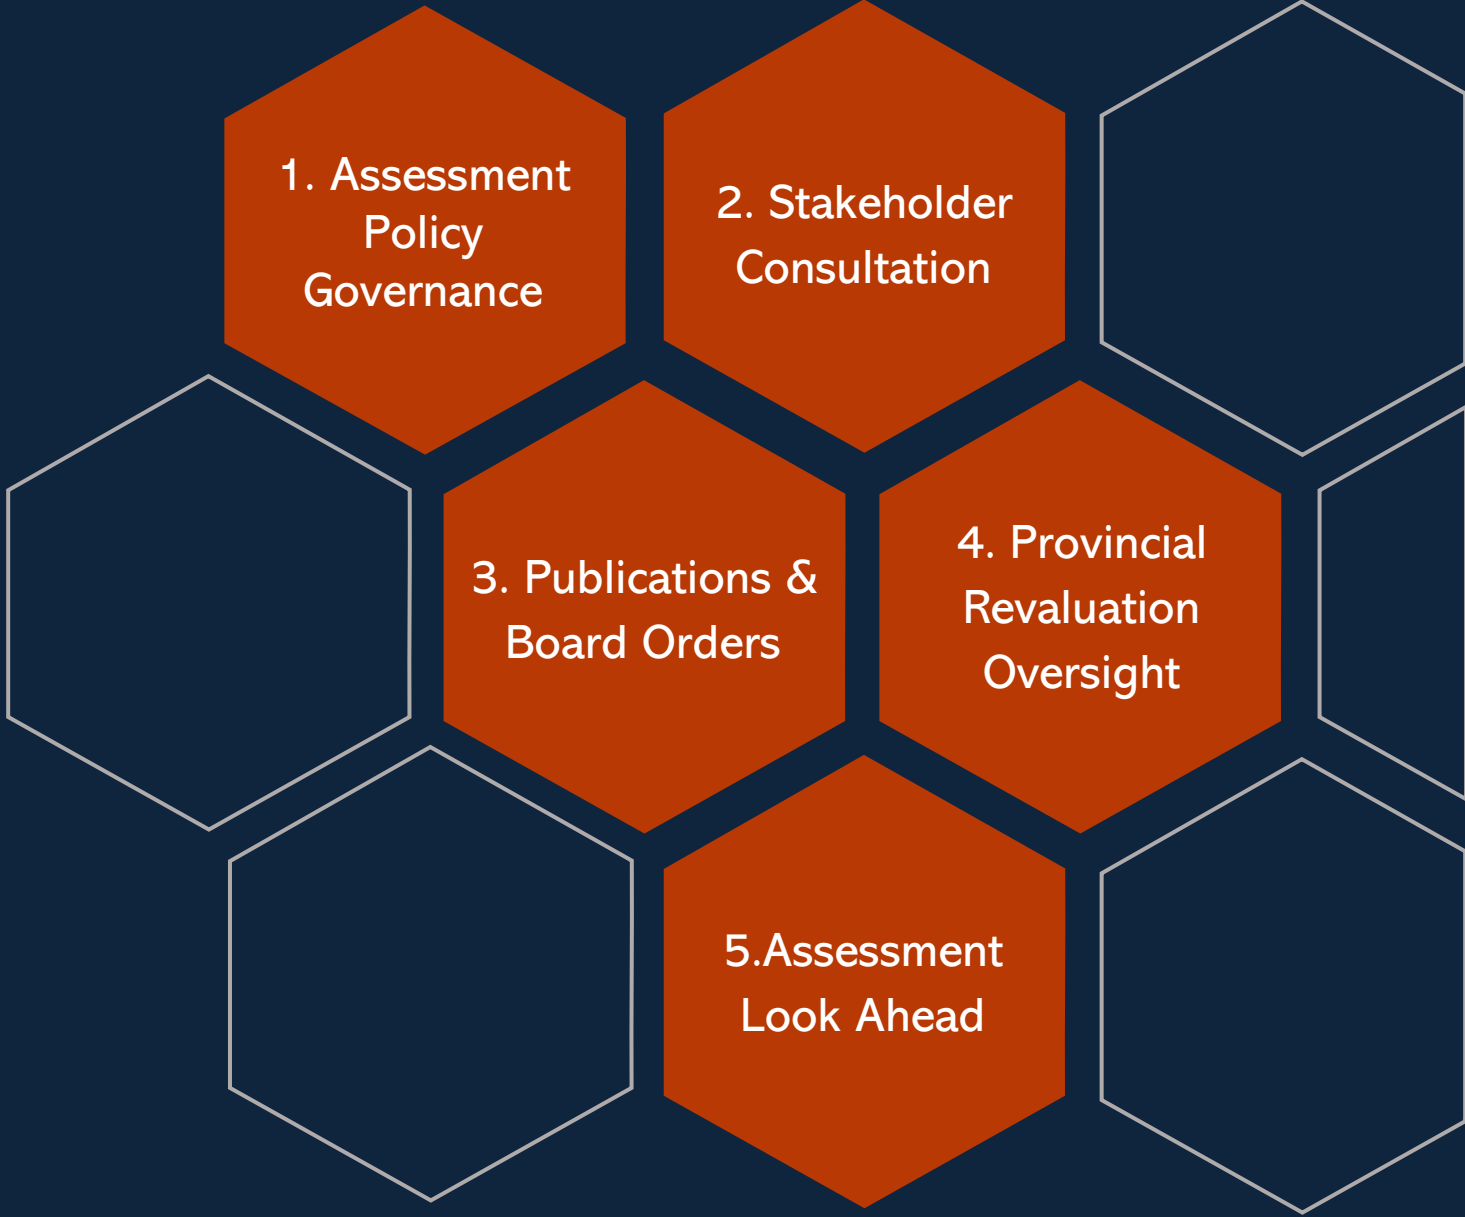 1. Assessment
Policy
Governance
2. Stakeholder
Consultation
3. Publications &
Board Orders
4. Provincial
Revaluation
Oversight
5.Assessment
Look Ahead